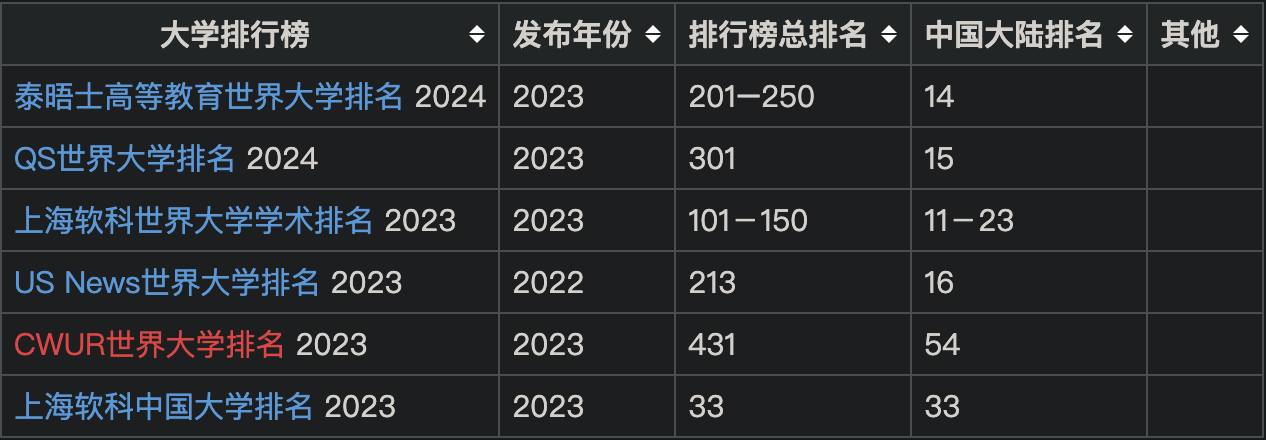 大学排行榜 发布年份 排行榜总排名 中国大陆排名 其他
泰晤士高等教育世界大学排名 2024 2023 201—250 14
QS世界大学排名 2024 2023 301 15
上海软科世界大学学术排名 2023 2023 101－150 11－23
US News世界大学排名 2023 2022 213 16
CWUR世界大学排名 2023 2023 431 54
上海软科中国大学排名 2023 2023 33 33